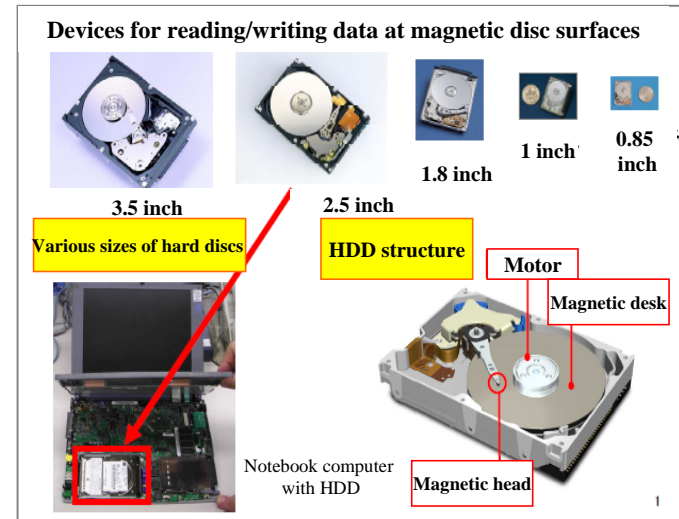 Devices for reading/writing data at magnetic disc surfaces
3.5 inch
2.5 inch
1.8 inch
1 inch
0.85
inch
Various sizes of hard discs
HDD structure
Motor
Magnetic desk
Magnetic head
Notebook computer
with HDD
1